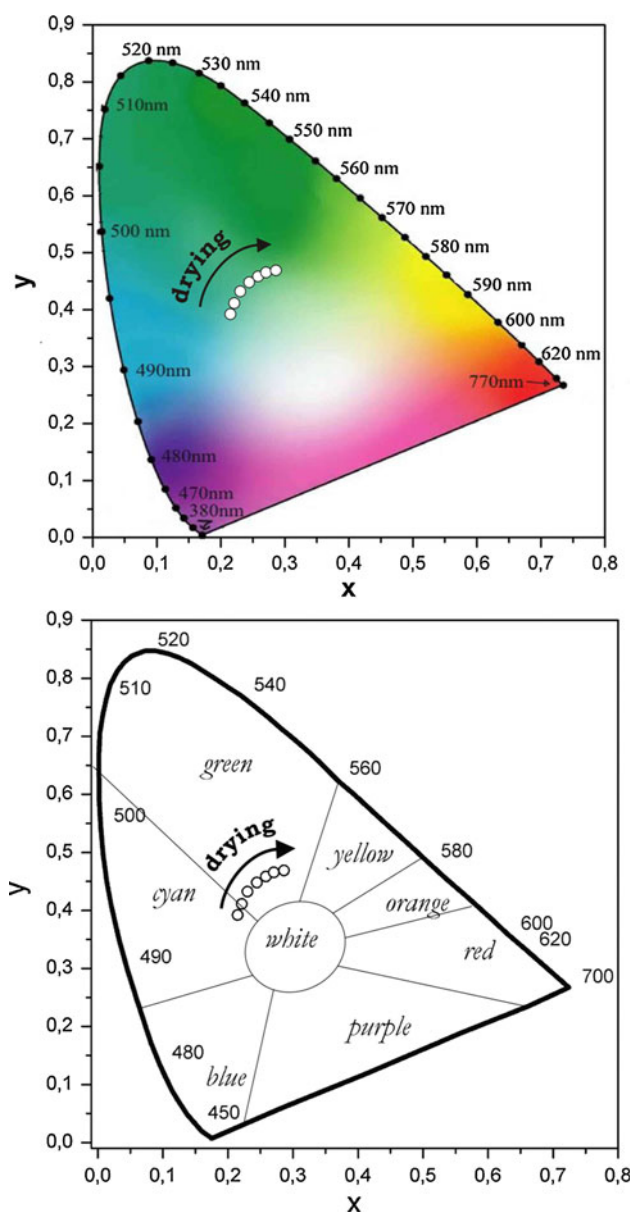 0,9
0,8
0,7
0,6
0,5
0,4
0,3
0,2
0,1
0,0
y
520 nm
530 nm
510nm
540 nm
550 nm
560 nm
570 nm
500 nm
580 nm
drying
590 nm
600 nm
490nm
620 nm
770nm
480nm
470nm
380nm
0,0 0,1 0,2 0,3 0,4 0,5 0,6 0,7 0,8
x
0,9
0,8
0,7
0,6
0,5
0,4
0,3
0,2
0,1
0,0
y
520
510
540
green
560
500
drying
yellow
580
cyan
orange
white
600
620
490
red
700
purple
480
blue
450
0,0 0,1 0,2 0,3 0,4 0,5 0,6 0,7 0,8
x